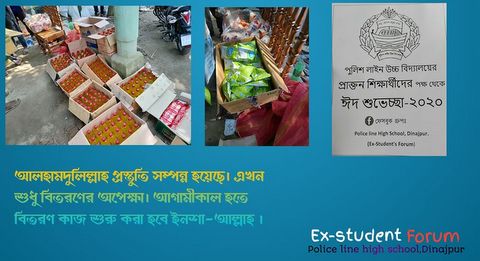 পুলিশ লাইন উচ্চ বিদ্যালয়ের
প্রাক্তন শিক্ষার্থীদের পক্ষ থেকে
ঈদ শুভেচ্ছা-২০২০
ফেসবুক গ্রুপঃ
Police line High School, Dinajpur.
(Ex-Student's Forum)
আলহামদুলিল্লাহ প্রস্তুতি সম্পন্ন হয়েছে। এখন
শুধু বিতরণের অপেক্ষা। আগামীকাল হতে
বিতরণ কাজ শুরু করা হবে ইনশা-আল্লাহ ।
Ex-student Forum
Police line high school,Dinajpur